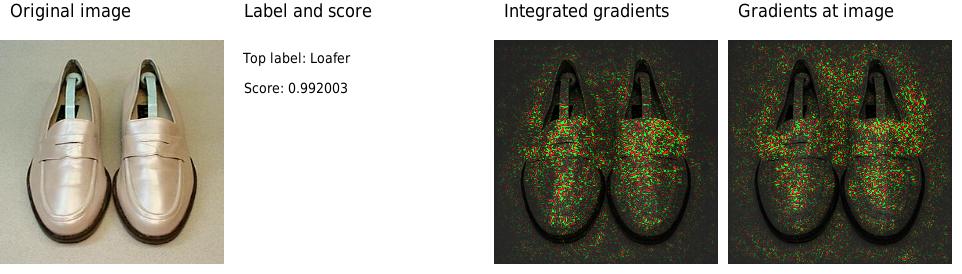 Original image
Label and score
Integrated gradients
Gradients at image
Top label: Loafer
Score: 0.992003